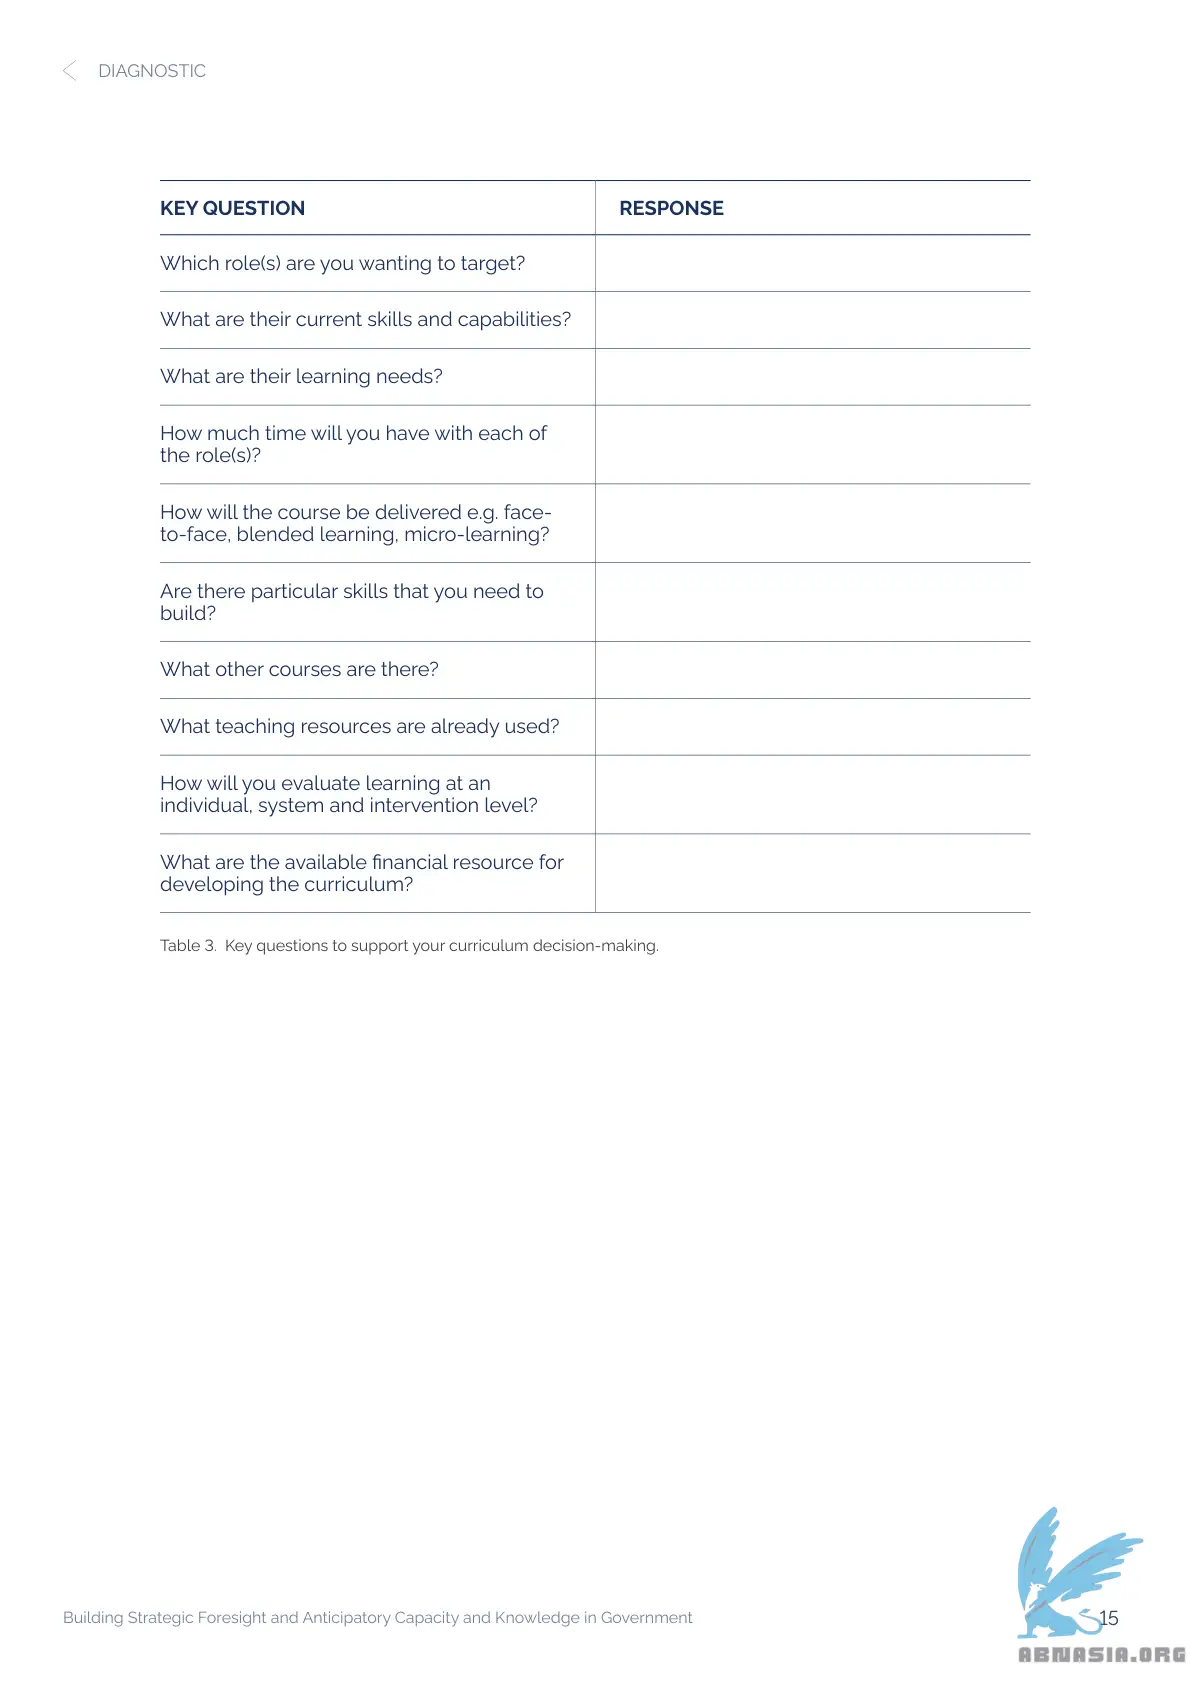 DIAGNOSTIC
KEY QUESTION
RESPONSE
Which role(s) are you wanting to target?
What are their current skills and capabilities?
What are their learning needs?
How much time will you have with each of
the role(s)?
How will the course be delivered e.g. face-
to-face, blended learning, micro-learning?
Are there particular skills that you need to
build?
What other courses are there?
What teaching resources are already used?
How will you evaluate learning at an
individual, system and intervention level?
What are the available financial resource for
developing the curriculum?
Table 3. Key questions to support your curriculum decision-making.
Building Strategic Foresight and Anticipatory Capacity and Knowledge in Government
15
ABNASIA.ORG